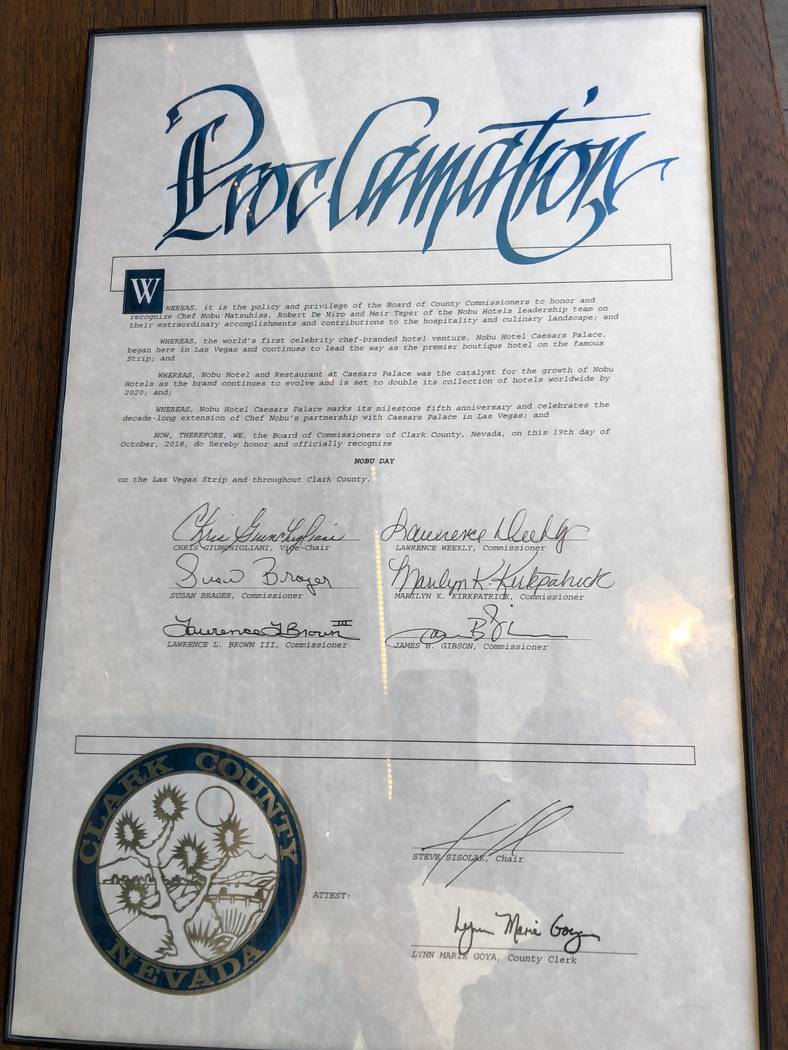 Proclamation
WHEREAS, it is the policy and privilege of the Board of County Commissioners to honor and
recognize Chef Nobu Matsuhisa, Robert De Niro and Meir Teper of the Nobu Hotels leadership team on
their extraordinary accomplishments and contributions to the hospitality and culinary landscape; and
WHEREAS, the world's first celebrity chef-branded hotel venture, Nobu Hotel Caesars Palace,
began here in Las Vegas and continues to lead the way as the premier boutique hotel on the famous
Strip; and
WHEREAS, Nobu Hotel and Restaurant at Caesars Palace was the catalyst for the growth of Nobu
Hotels as the brand continues to evolve and is set to double its collection of hotels worldwide by
2020; and;
WHEREAS, Nobu Hotel Caesars Palace marks its milestone fifth anniversary and celebrates the
decade-long extension of Chef Nobu's partnership with Caesars Palace in Las Vegas; and
NOW, THEREFORE, WE, the Board of Commissioners of Clark County, Nevada, on this 19th day of
October, 2018, do hereby honor and officially recognize
NOBU DAY
on the Las Vegas Strip and throughout Clark County.
Chris Giunchigliani
Lawrence Weekly
CHRIS GIUNCHIGLIANI, Vice-Chair
LAWRENCE WEEKLY, Commissioner
Susan Brager
Marilyn K. Kirkpatrick
SUSAN BRAGER, Commissioner
MARILYN K. KIRKPATRICK, Commissioner
Lawrence L Brown III
LAWRENCE L. BROWN III, Commissioner
JAMES B. GIBSON, Commissioner
CLARK COUNTY
NEVADA
STEVE SISOLAK, Chair
ATTEST:
Lynn Marie Goya
LYNN MARIE GOYA, County Clerk